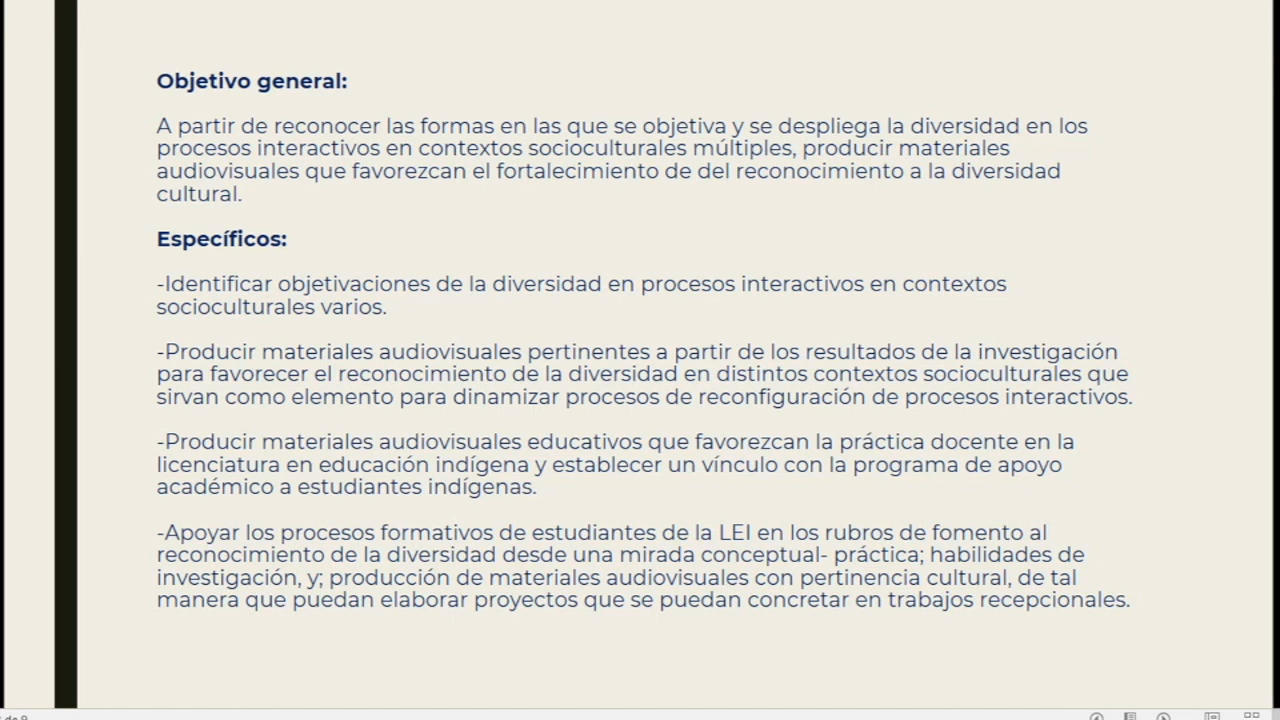 Objetivo general:
A partir de reconocer las formas en las que se objetiva y se despliega la diversidad en los
procesos interactivos en contextos socioculturales múltiples, producir materiales
audiovisuales que favorezcan el fortalecimiento de del reconocimiento a la diversidad
cultural.
Específicos:
-Identificar objetivaciones de la diversidad en procesos interactivos en contextos
socioculturales varios.
-Producir materiales audiovisuales pertinentes a partir de los resultados de la investigación
para favorecer el reconocimiento de la diversidad en distintos contextos socioculturales que
sirvan como elemento para dinamizar procesos de reconfiguración de procesos interactivos.
-Producir materiales audiovisuales educativos que favorezcan la práctica docente en la
licenciatura en educación indígena y establecer un vínculo con la programa de apoyo
académico a estudiantes indígenas.
-Apoyar los procesos formativos de estudiantes de la LEI en los rubros de fomento al
reconocimiento de la diversidad desde una mirada conceptual- práctica; habilidades de
investigación, y; producción de materiales audiovisuales con pertinencia cultural, de tal
manera que puedan elaborar proyectos que se puedan concretar en trabajos recepcionales.